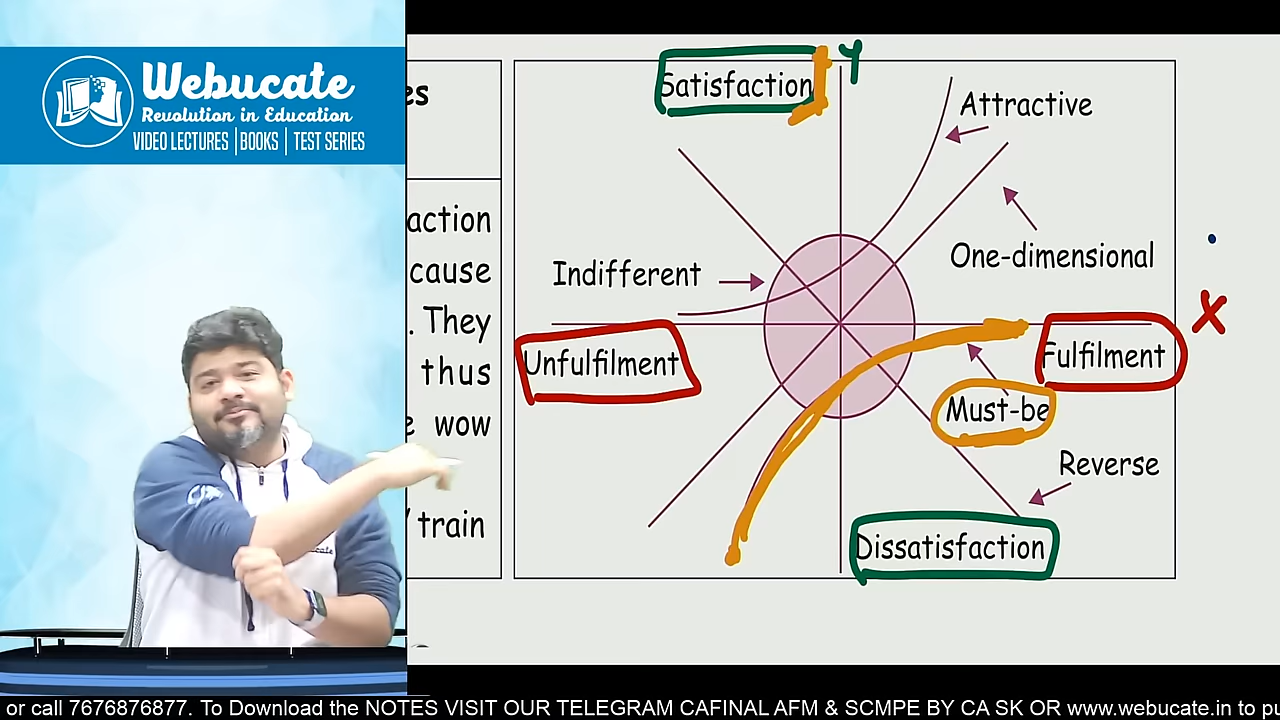 Webucate
Revolution in Education
VIDEO LECTURES | BOOKS | TEST SERIES
es
action
cause
. They
thus
e wow
/ train
Satisfaction
Y
Attractive
One-dimensional
Indifferent
Unfulfilment
Fulfilment
X
Must-be
Reverse
Dissatisfaction
or call 7676876877. To Download the NOTES VISIT OUR TELEGRAM CAFINAL AFM & SCMPE BY CA SK OR www.webucate.in to pu